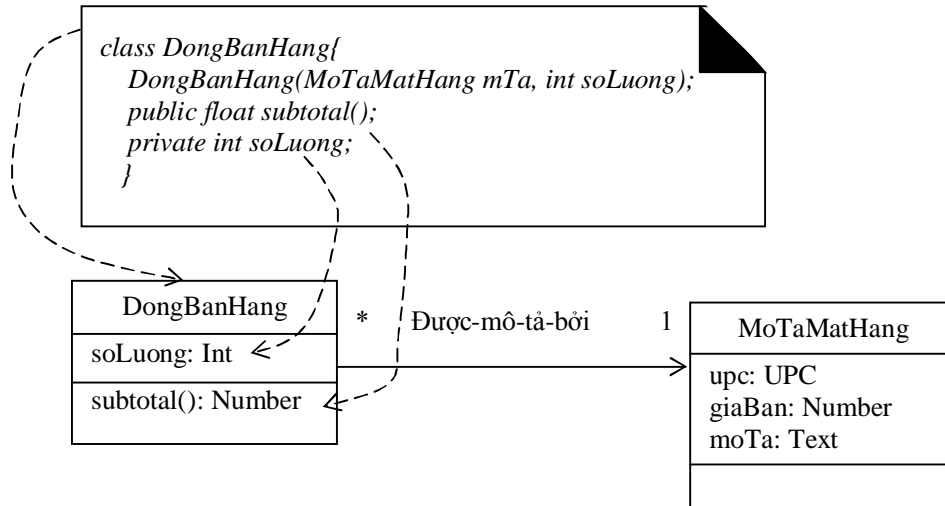 class DongBanHang{
DongBanHang(MoTaMatHang mTa, int soLuong);
public float subtotal();
private int soLuong;
}
DongBanHang
soLuong: Int
subtotal(): Number
* Được-mô-tả-bởi 1
MoTaMatHang
upc: UPC
giaBan: Number
moTa: Text